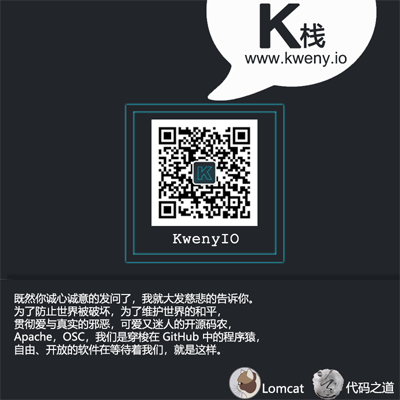 K栈
www.kweny.io
K
KwenyIO
既然你诚心诚意的发问了，我就大发慈悲的告诉你。
为了防止世界被破坏，为了维护世界的和平，
贯彻爱与真实的邪恶，可爱又迷人的开源码农，
Apache，OSC，我们是穿梭在 GitHub 中的程序猿，
自由、开放的软件在等待着我们，就是这样。
Lomcat 代码之道